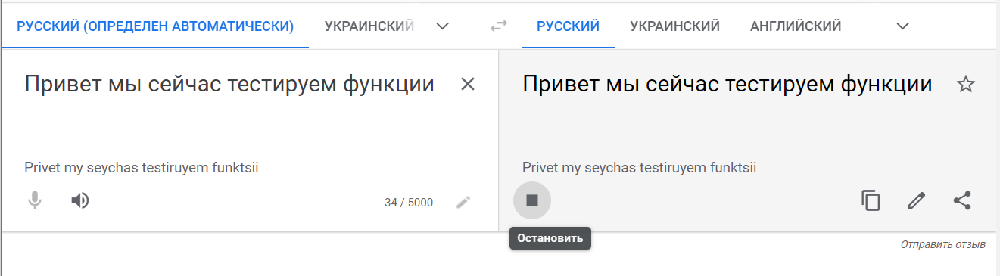 РУССКИЙ (ОПРЕДЕЛЕН АВТОМАТИЧЕСКИ) УКРАИНСКИЙ РУССКИЙ УКРАИНСКИЙ АНГЛИЙСКИЙ
Привет мы сейчас тестируем функции
Privet my seychas testiruyem funktsii
34 / 5000
Привет мы сейчас тестируем функции
Privet my seychas testiruyem funktsii
Остановить
Отправить отзыв